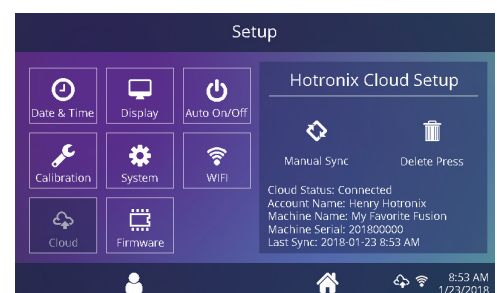 Setup
Date & Time
Display
Auto On/Off
Calibration
System
WIFI
Cloud
Firmware
Hotronix Cloud Setup
Manual Sync
Delete Press
Cloud Status: Connected
Account Name: Henry Hotronix
Machine Name: My Favorite Fusion
Machine Serial: 201800000
Last Sync: 2018-01-23 8:53 AM
8:53 AM
1/23/2018